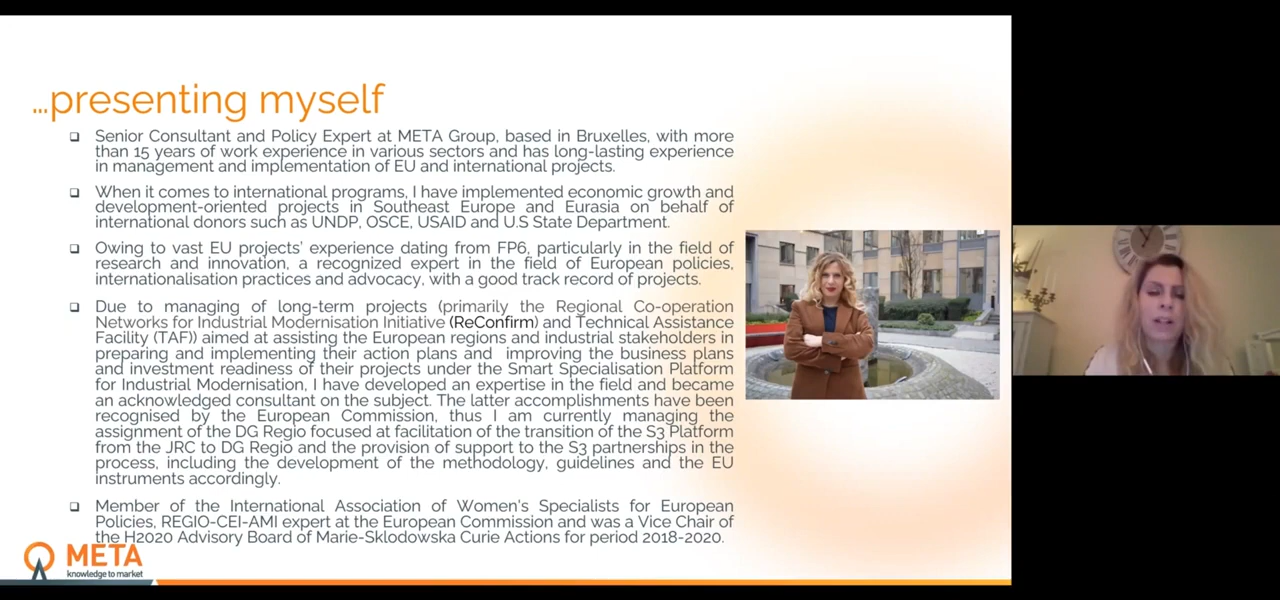 ...presenting myself
❑ Senior Consultant and Policy Expert at META Group, based in Bruxelles, with more
than 15 years of work experience in various sectors and has long-lasting experience
in management and implementation of EU and international projects.
❑ When it comes to international programs, I have implemented economic growth and
development-oriented projects in Southeast Europe and Eurasia on behalf of
international donors such as UNDP, OSCE, USAID and U.S State Department.
❑ Owing to vast EU projects' experience dating from FP6, particularly in the field of
research and innovation, a recognized expert in the field of European policies,
internationalisation practices and advocacy, with a good track record of projects.
❑ Due to managing of long-term projects (primarily the Regional Co-operation
Networks for Industrial Modernisation Initiative (ReConfirm) and Technical Assistance
Facility (TAF)) aimed at assisting the European regions and industrial stakeholders in
preparing and implementing their action plans and improving the business plans
and investment readiness of their projects under the Smart Specialisation Platform
for Industrial Modernisation, I have developed an expertise in the field and became
an acknowledged consultant on the subject. The latter accomplishments have been
recognised by the European Commission, thus I am currently managing the
assignment of the DG Regio focused at facilitation of the transition of the S3 Platform
from the JRC to DG Regio and the provision of support to the S3 partnerships in the
process, including the development of the methodology, guidelines and the EU
instruments accordingly.
❑ Member of the International Association of Women's Specialists for European
Policies, REGIO-CEI-AMI expert at the European Commission and was a Vice Chair of
the H2020 Advisory Board of Marie-Sklodowska Curie Actions for period 2018-2020.
META
knowledge to market